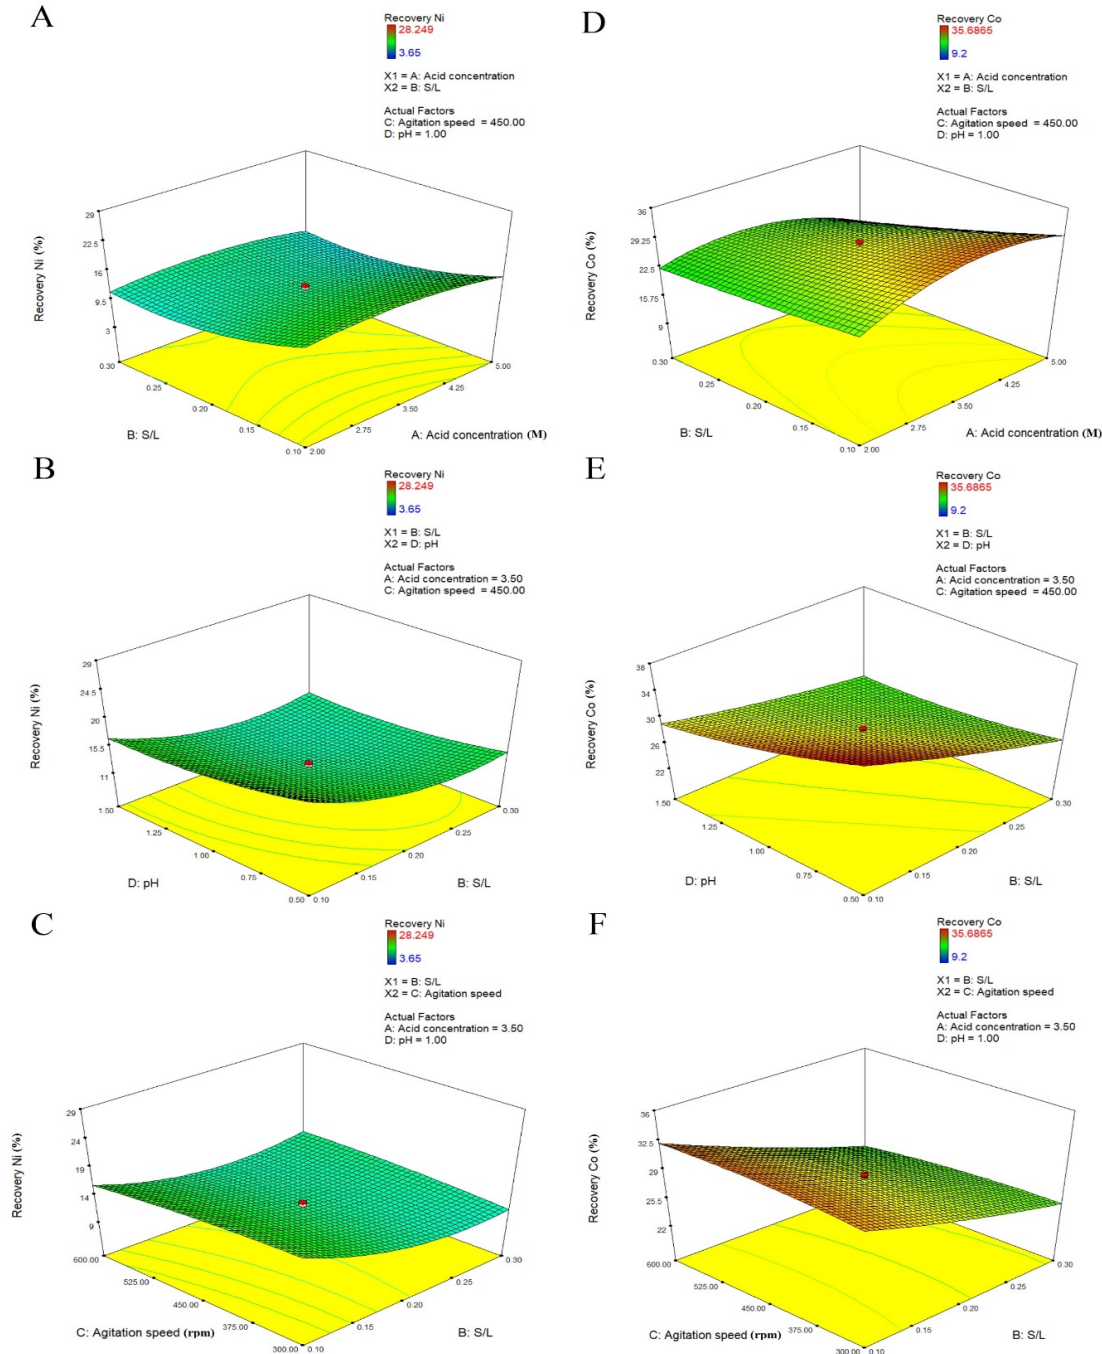 A
Recovery Ni
28.249
3.65
X1 = A: Acid concentration
X2 = B: S/L
Actual Factors
C: Agitation speed = 450.00
D: pH = 1.00
29
22.5
16
9.5
3
Recovery Ni (%)
0.30
0.25
0.20
0.15
0.10
B: S/L
2.00
2.75
3.50
4.25
5.00
A: Acid concentration (M)
D
Recovery Co
35.6865
9.2
X1 = A: Acid concentration
X2 = B: S/L
Actual Factors
C: Agitation speed = 450.00
D: pH = 1.00
36
29.25
22.5
15.75
9
Recovery Co (%)
0.30
0.25
0.20
0.15
0.10
B: S/L
2.00
2.75
3.50
4.25
5.00
A: Acid concentration (M)
B
Recovery Ni
28.249
3.65
X1 = B: S/L
X2 = D: pH
Actual Factors
A: Acid concentration = 3.50
C: Agitation speed = 450.00
29
24.5
20
15.5
11
Recovery Ni (%)
1.50
1.25
1.00
0.75
0.50
D: pH
0.10
0.15
0.20
0.25
0.30
B: S/L
E
Recovery Co
35.6865
9.2
X1 = B: S/L
X2 = D: pH
Actual Factors
A: Acid concentration = 3.50
C: Agitation speed = 450.00
38
34
30
26
22
Recovery Co (%)
1.50
1.25
1.00
0.75
0.50
D: pH
0.10
0.15
0.20
0.25
0.30
B: S/L
C
Recovery Ni
28.249
3.65
X1 = B: S/L
X2 = C: Agitation speed
Actual Factors
A: Acid concentration = 3.50
D: pH = 1.00
29
24
19
14
9
Recovery Ni (%)
600.00
525.00
450.00
375.00
300.00
C: Agitation speed (rpm)
0.10
0.15
0.20
0.25
0.30
B: S/L
F
Recovery Co
35.6865
9.2
X1 = B: S/L
X2 = C: Agitation speed
Actual Factors
A: Acid concentration = 3.50
D: pH = 1.00
36
32.5
29
25.5
22
Recovery Co (%)
600.00
525.00
450.00
375.00
300.00
C: Agitation speed (rpm)
0.10
0.15
0.20
0.25
0.30
B: S/L